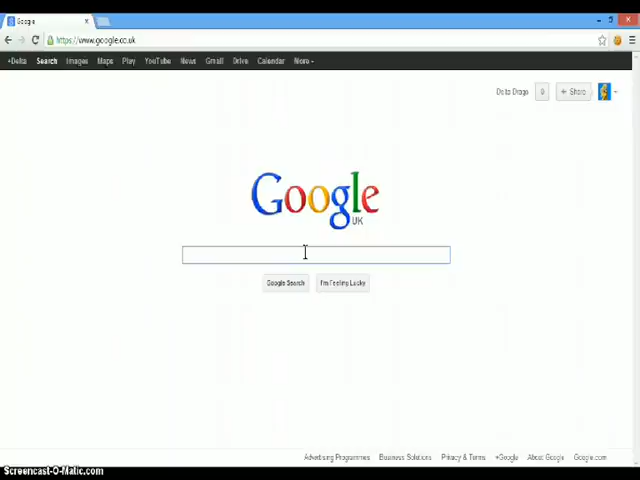 Google
https://www.google.co.uk
+Delta Search Images Maps Play YouTube News Gmail Drive Calendar More
Delta Drago 0 + Share
Google
UK
Google Search I'm Feeling Lucky
Advertising Programmes Business Solutions Privacy & Terms +Google About Google Google.com
Screencast-O-Matic.com